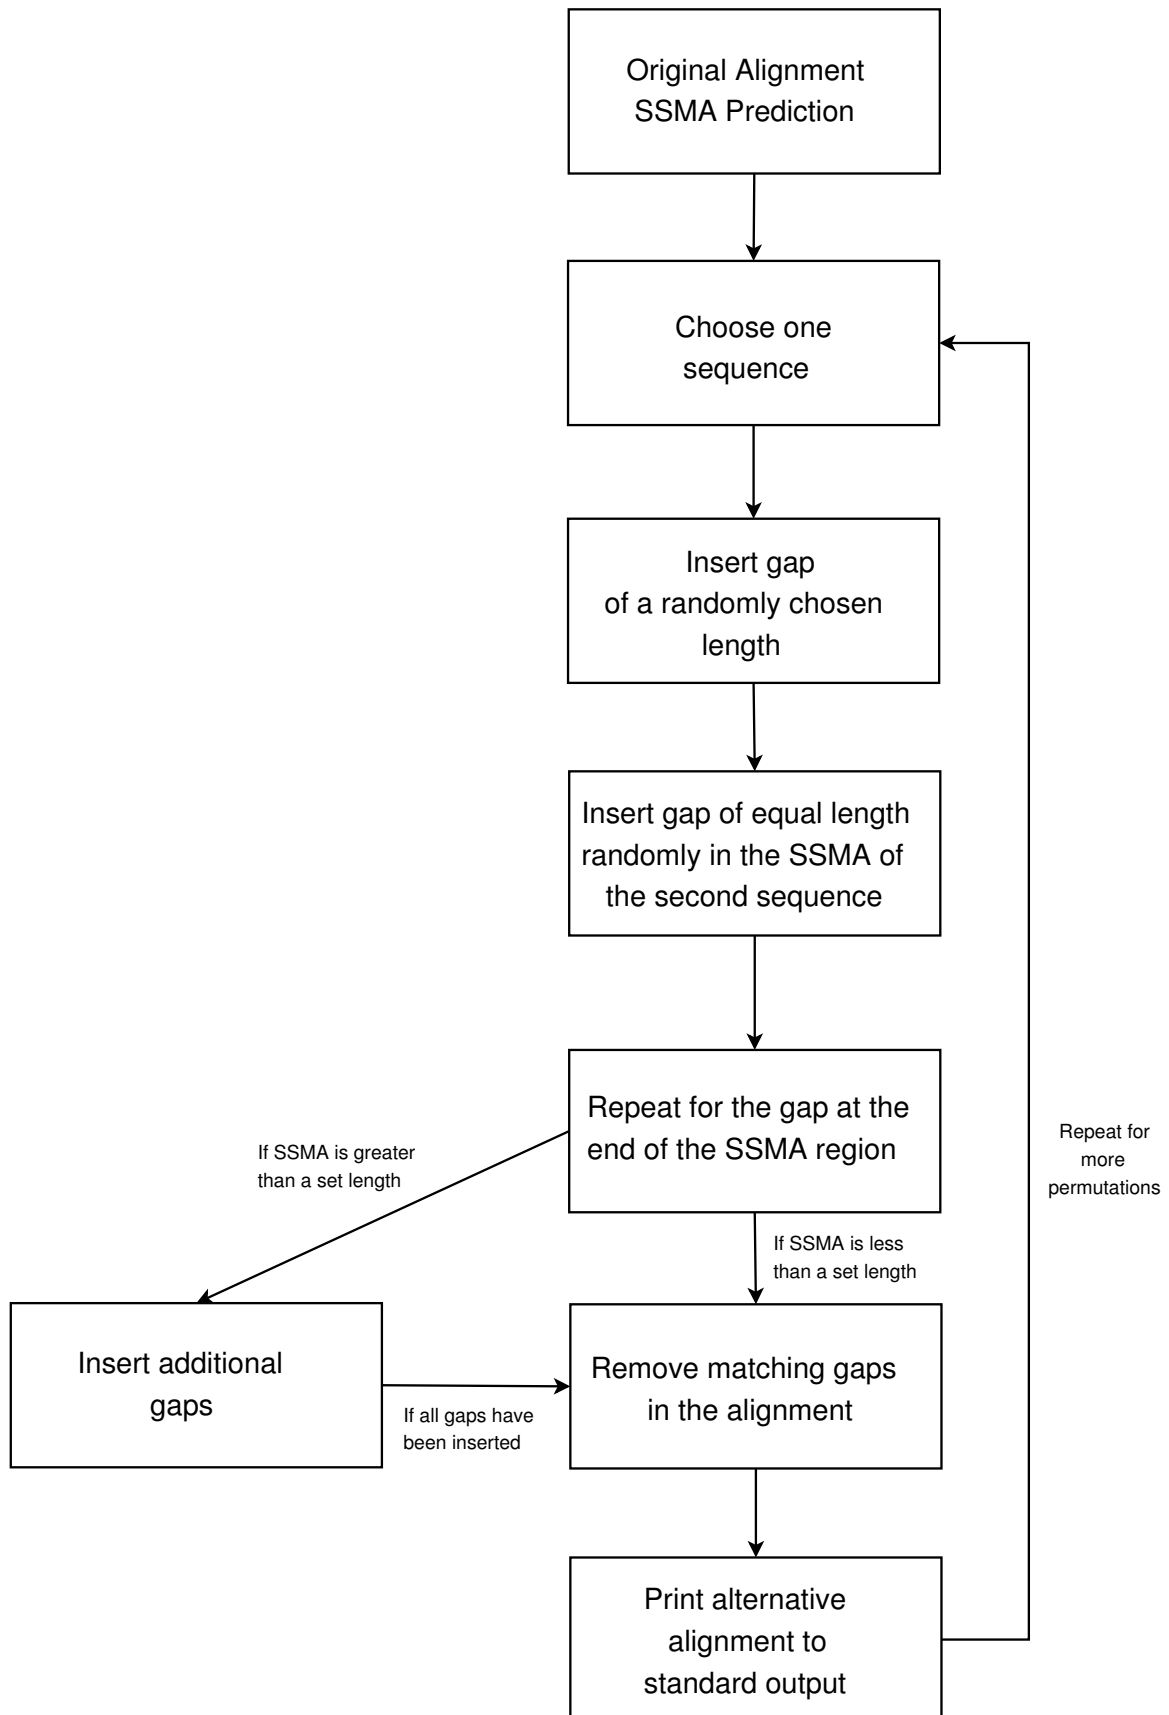 Original Alignment
SSMA Prediction
Choose one
sequence
Insert gap
of a randomly chosen
length
Insert gap of equal length
randomly in the SSMA of
the second sequence
Repeat for the gap at the
end of the SSMA region
If SSMA is greater
than a set length
Repeat for
more
permutations
If SSMA is less
than a set length
Insert additional
gaps
If all gaps have
been inserted
Remove matching gaps
in the alignment
Print alternative
alignment to
standard output